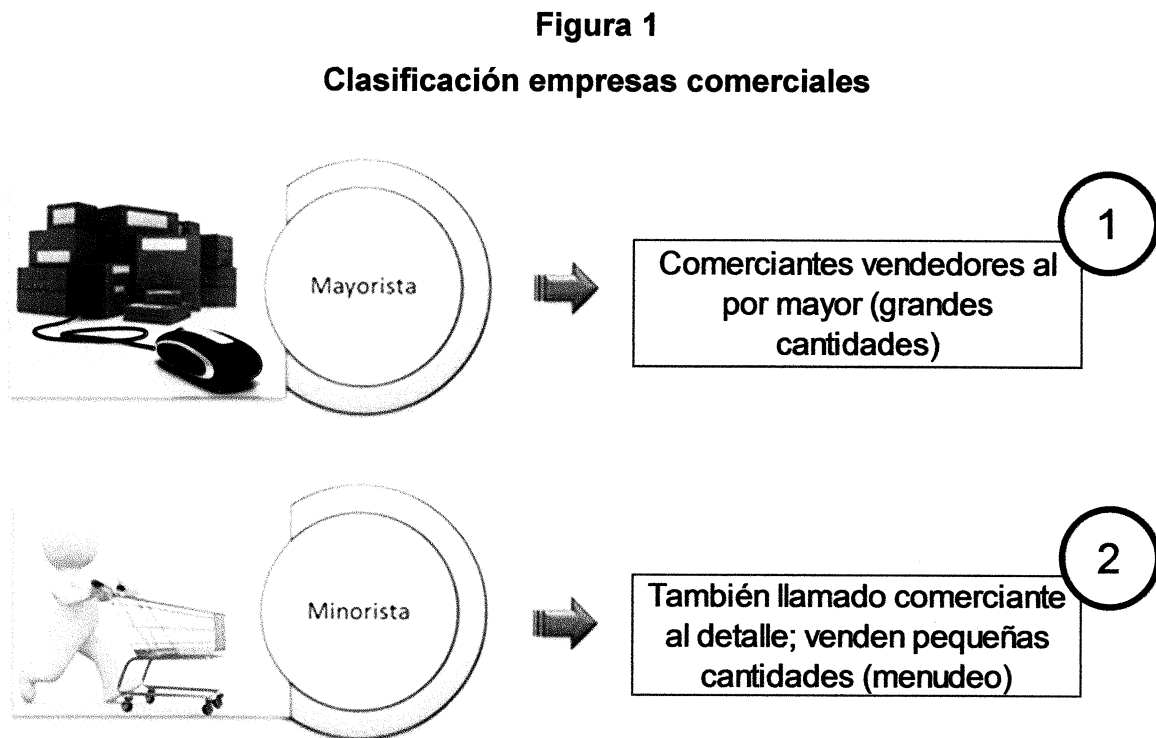 Figura 1
Clasificación empresas comerciales
Mayorista
1
Comerciantes vendedores al
por mayor (grandes
cantidades)
Minorista
2
También llamado comerciante
al detalle; venden pequeñas
cantidades (menudeo)